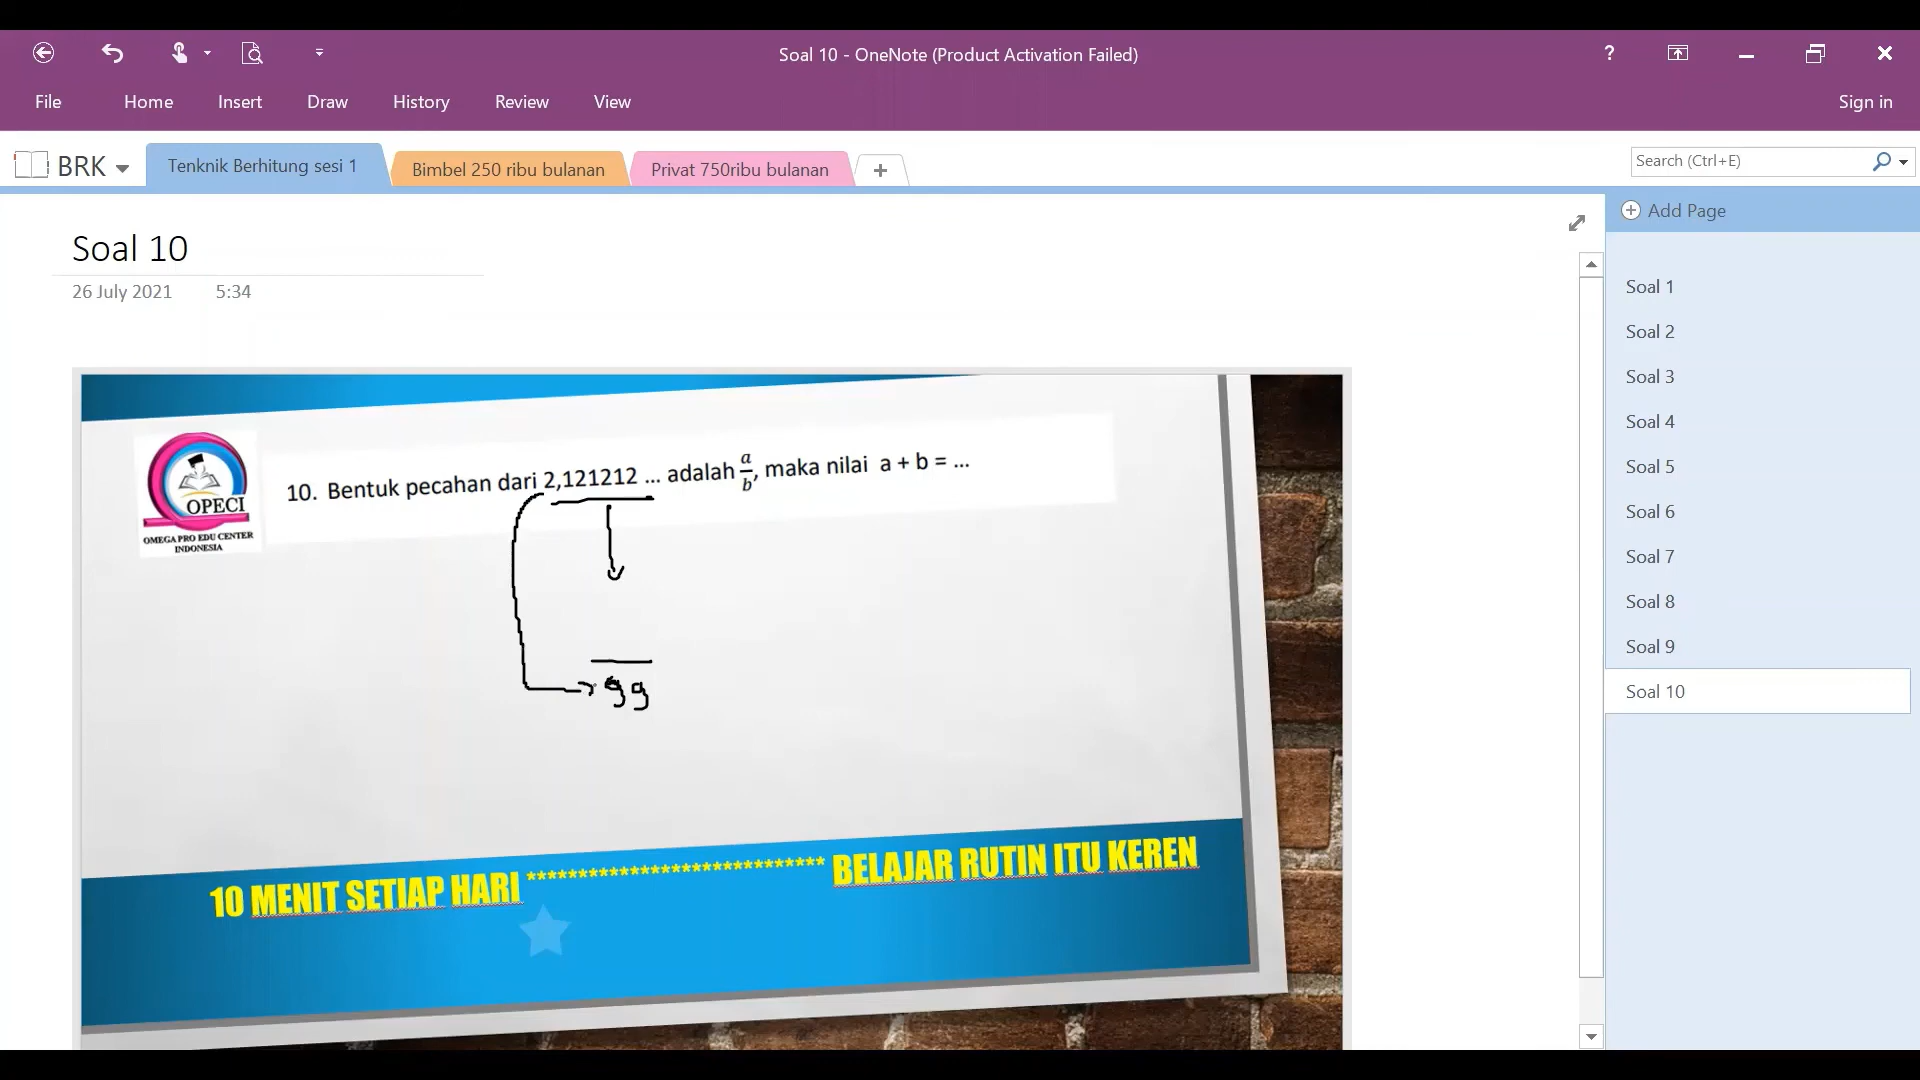 Soal 10 - OneNote (Product Activation Failed)
?
File Home Insert Draw History Review View
Sign in
BRK
Tenknik Berhitung sesi 1
Bimbel 250 ribu bulanan
Privat 750ribu bulanan
+
Search (Ctrl+E)
Add Page
Soal 10
26 July 2021 5:34
Soal 1
Soal 2
Soal 3
Soal 4
Soal 5
Soal 6
Soal 7
Soal 8
Soal 9
Soal 10
OPECI
OMEGA PRO EDU CENTER
INDONESIA
10. Bentuk pecahan dari 2,121212 ... adalah a/b, maka nilai a + b = ...
99
10 MENIT SETIAP HARI ***************************** BELAJAR RUTIN ITU KEREN